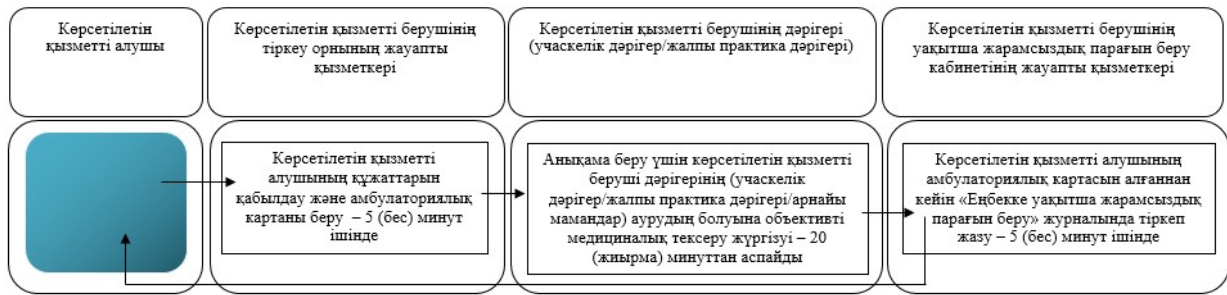 Көрсетілетін
қызметті алушы
Көрсетілетін қызметті берушінің
тіркеу орнының жауапты
қызметкері
Көрсетілетін қызметті берушінің дәрігері
(учаскелік дәрігер/жалпы практика дәрігері)
Көрсетілетін қызметті берушінің
уақытша жарамсыздық парағын беру
кабинетінің жауапты қызметкері
Көрсетілетін қызметті
алушының құжаттарын
қабылдау және амбулаториялық
картаны беру – 5 (бес) минут
ішінде
Анықама беру үшін көрсетілетін қызметті
беруші дәрігерінің (учаскелік
дәрігер/жалпы практика дәрігері/арнайы
мамандар) аурудың болуына объективті
медициналық тексеру жүргізуі – 20
(жиырма) минуттан аспайды
Көрсетілетін қызметті алушының
амбулаториялық картасын алғаннан
кейін «Еңбекке уақытша жарамсыздық
парағын беру» журналында тіркеп
жазу – 5 (бес) минут ішінде